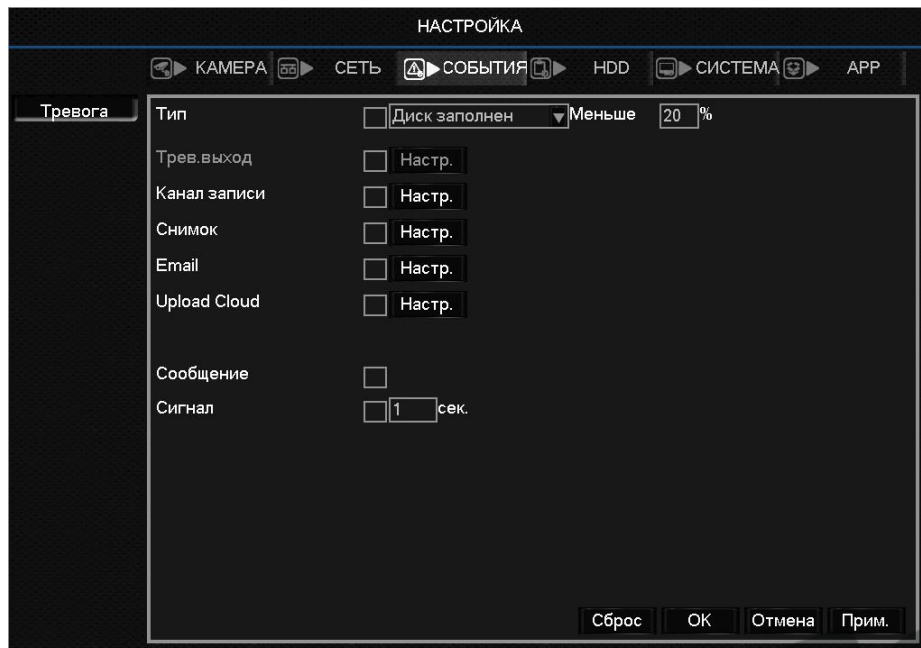 НАСТРОЙКА
КАМЕРА СЕТЬ СОБЫТИЯ HDD СИСТЕМА APP
Тревога
Тип Диск заполнен Меньше 20 %
Трев.выход Настр.
Канал записи Настр.
Снимок Настр.
Email Настр.
Upload Cloud Настр.
Сообщение
Сигнал 1 сек.
Сброс OK Отмена Прим.